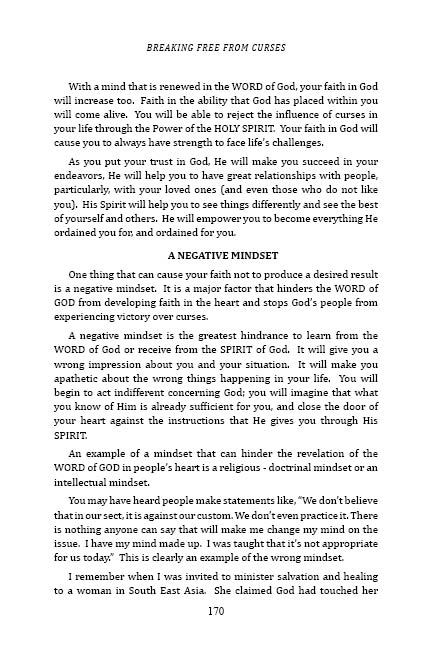 BREAKING FREE FROM CURSES
With a mind that is renewed in the WORD of God, your faith in God
will increase too. Faith in the ability that God has placed within you
will come alive. You will be able to reject the influence of curses in
your life through the Power of the HOLY SPIRIT. Your faith in God will
cause you to always have strength to face life's challenges.
As you put your trust in God, He will make you succeed in your
endeavors, He will help you to have great relationships with people,
particularly, with your loved ones (and even those who do not like
you). His Spirit will help you to see things differently and see the best
of yourself and others. He will empower you to become everything He
ordained you for, and ordained for you.
A NEGATIVE MINDSET
One thing that can cause your faith not to produce a desired result
is a negative mindset. It is a major factor that hinders the WORD of
GOD from developing faith in the heart and stops God's people from
experiencing victory over curses.
A negative mindset is the greatest hindrance to learn from the
WORD of God or receive from the SPIRIT of God. It will give you a
wrong impression about you and your situation. It will make you
apathetic about the wrong things happening in your life. You will
begin to act indifferent concerning God; you will imagine that what
you know of Him is already sufficient for you, and close the door of
your heart against the instructions that He gives you through His
SPIRIT.
An example of a mindset that can hinder the revelation of the
WORD of GOD in people's heart is a religious - doctrinal mindset or an
intellectual mindset.
You may have heard people make statements like, "We don't believe
that in our sect, it is against our custom. We don't even practice it. There
is nothing anyone can say that will make me change my mind on the
issue. I have my mind made up. I was taught that it's not appropriate
for us today." This is clearly an example of the wrong mindset.
I remember when I was invited to minister salvation and healing
to a woman in South East Asia. She claimed God had touched her
170